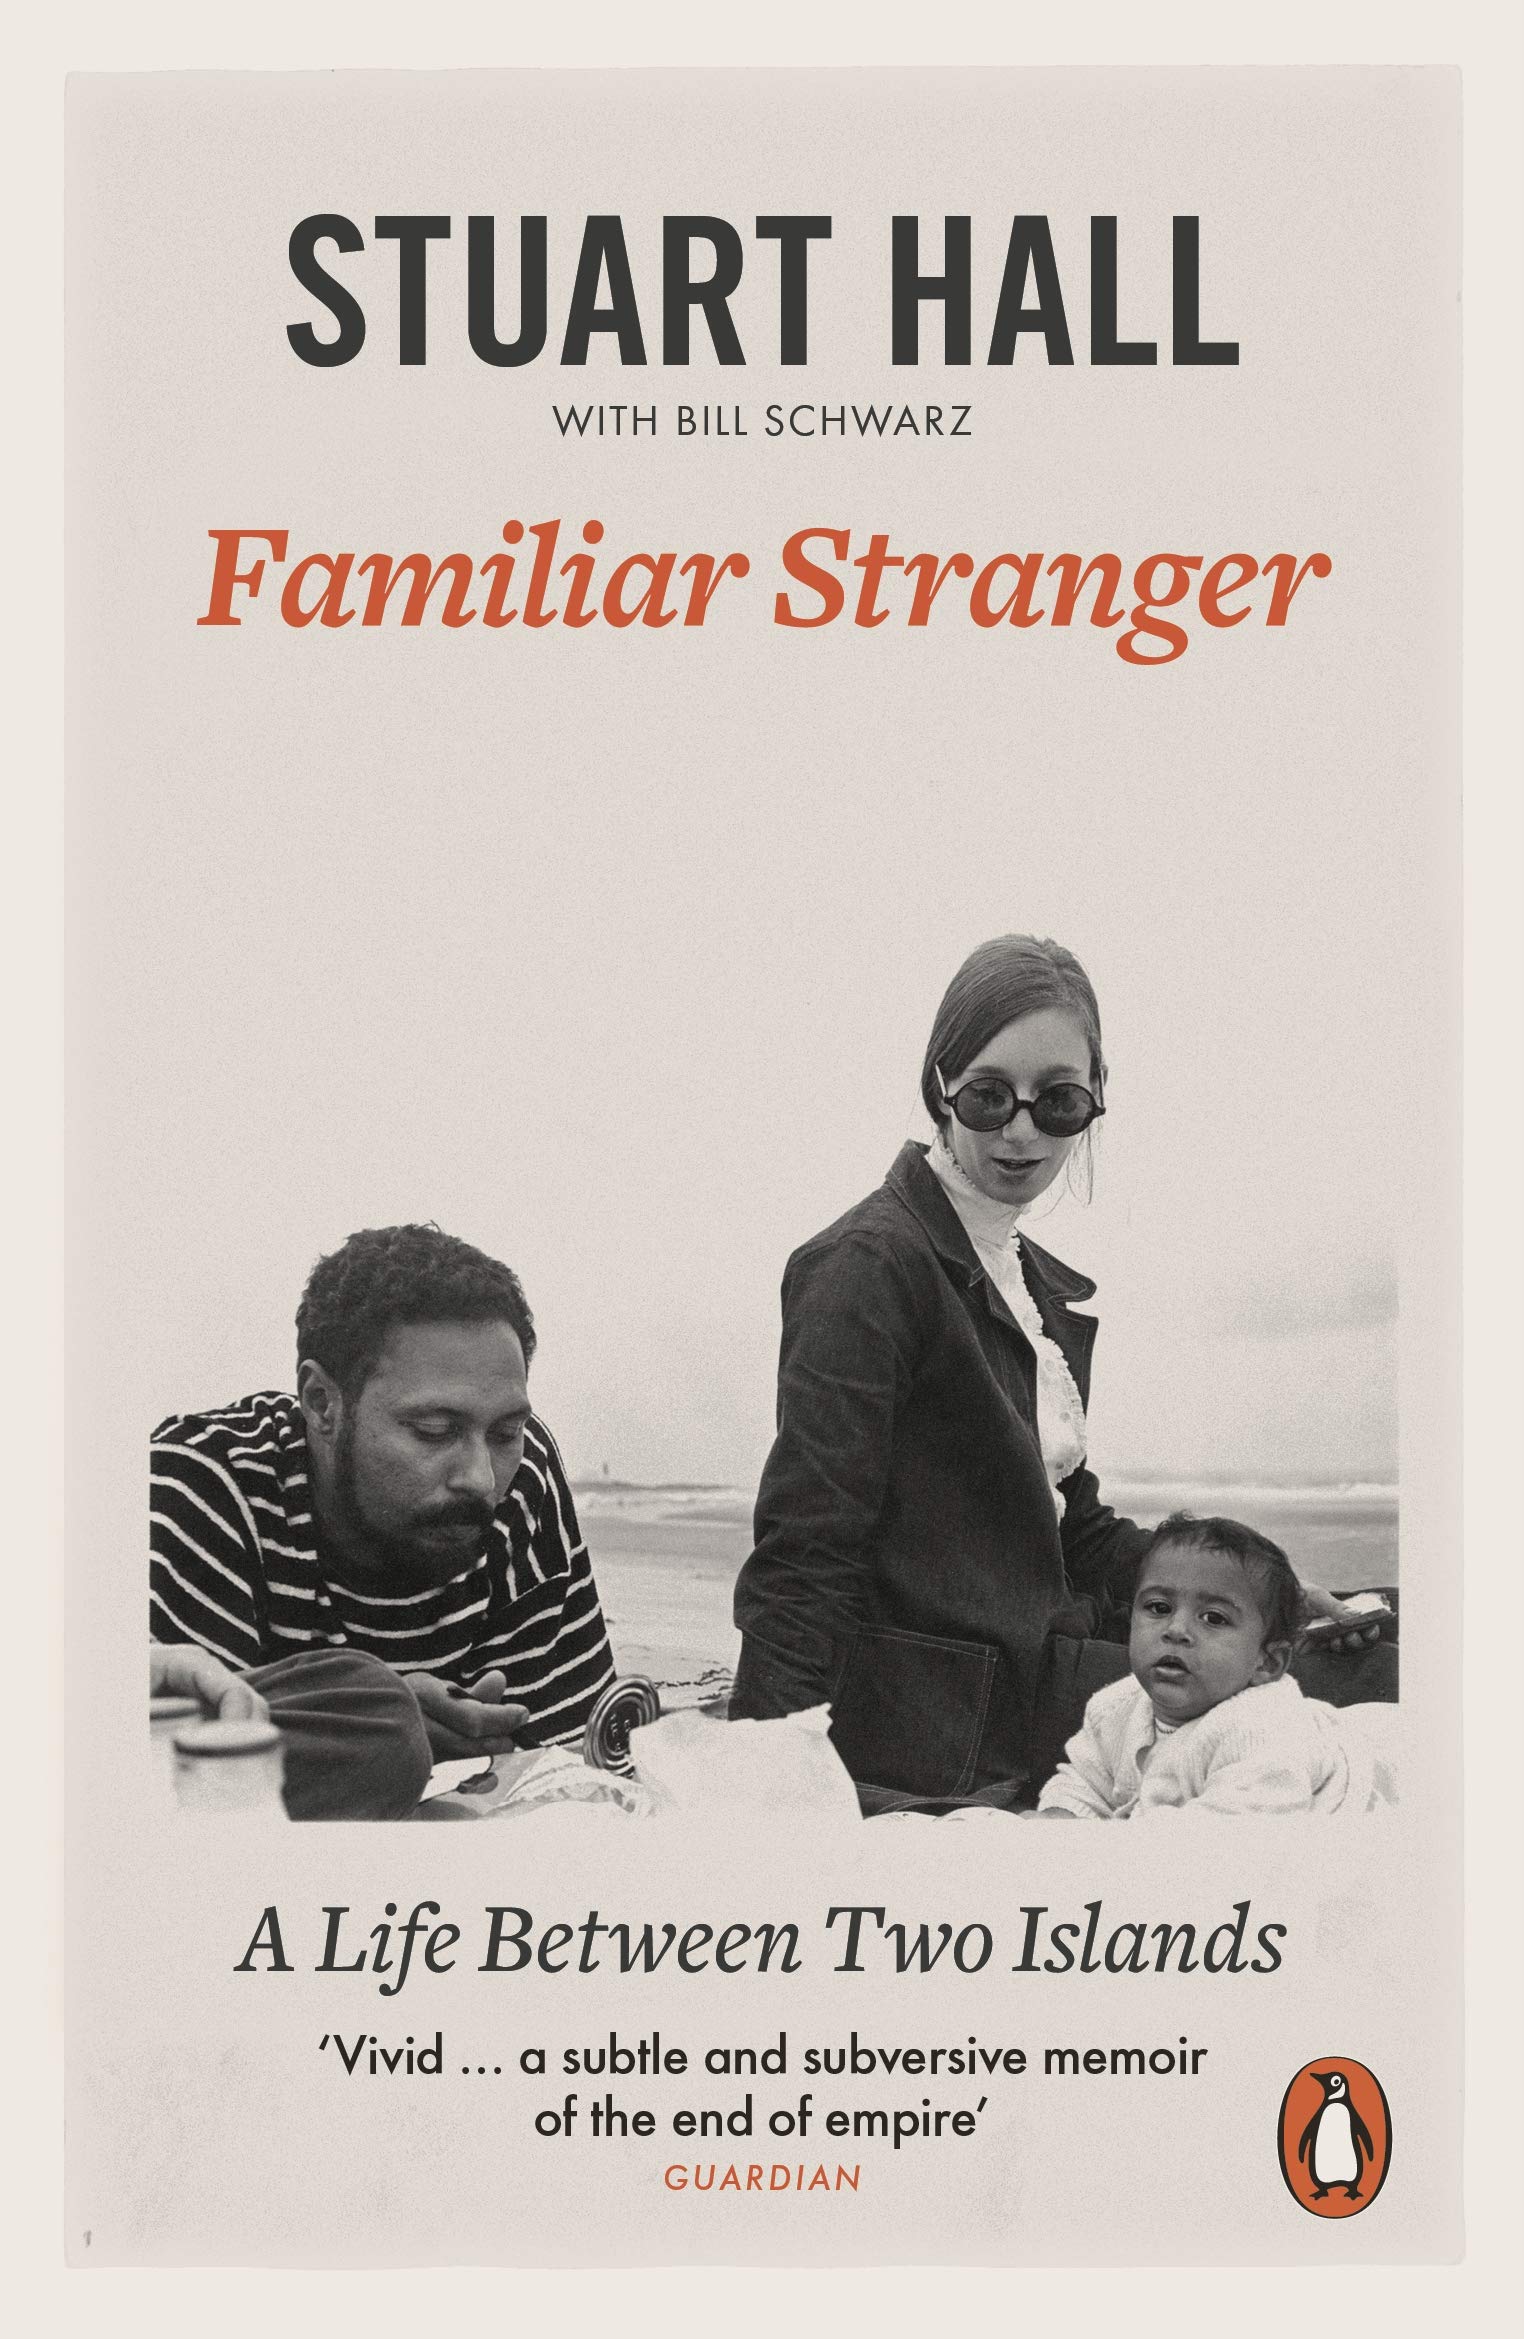 STUART HALL
WITH BILL SCHWARZ
Familiar Stranger
A Life Between Two Islands
‘Vivid … a subtle and subversive memoir
of the end of empire’
GUARDIAN